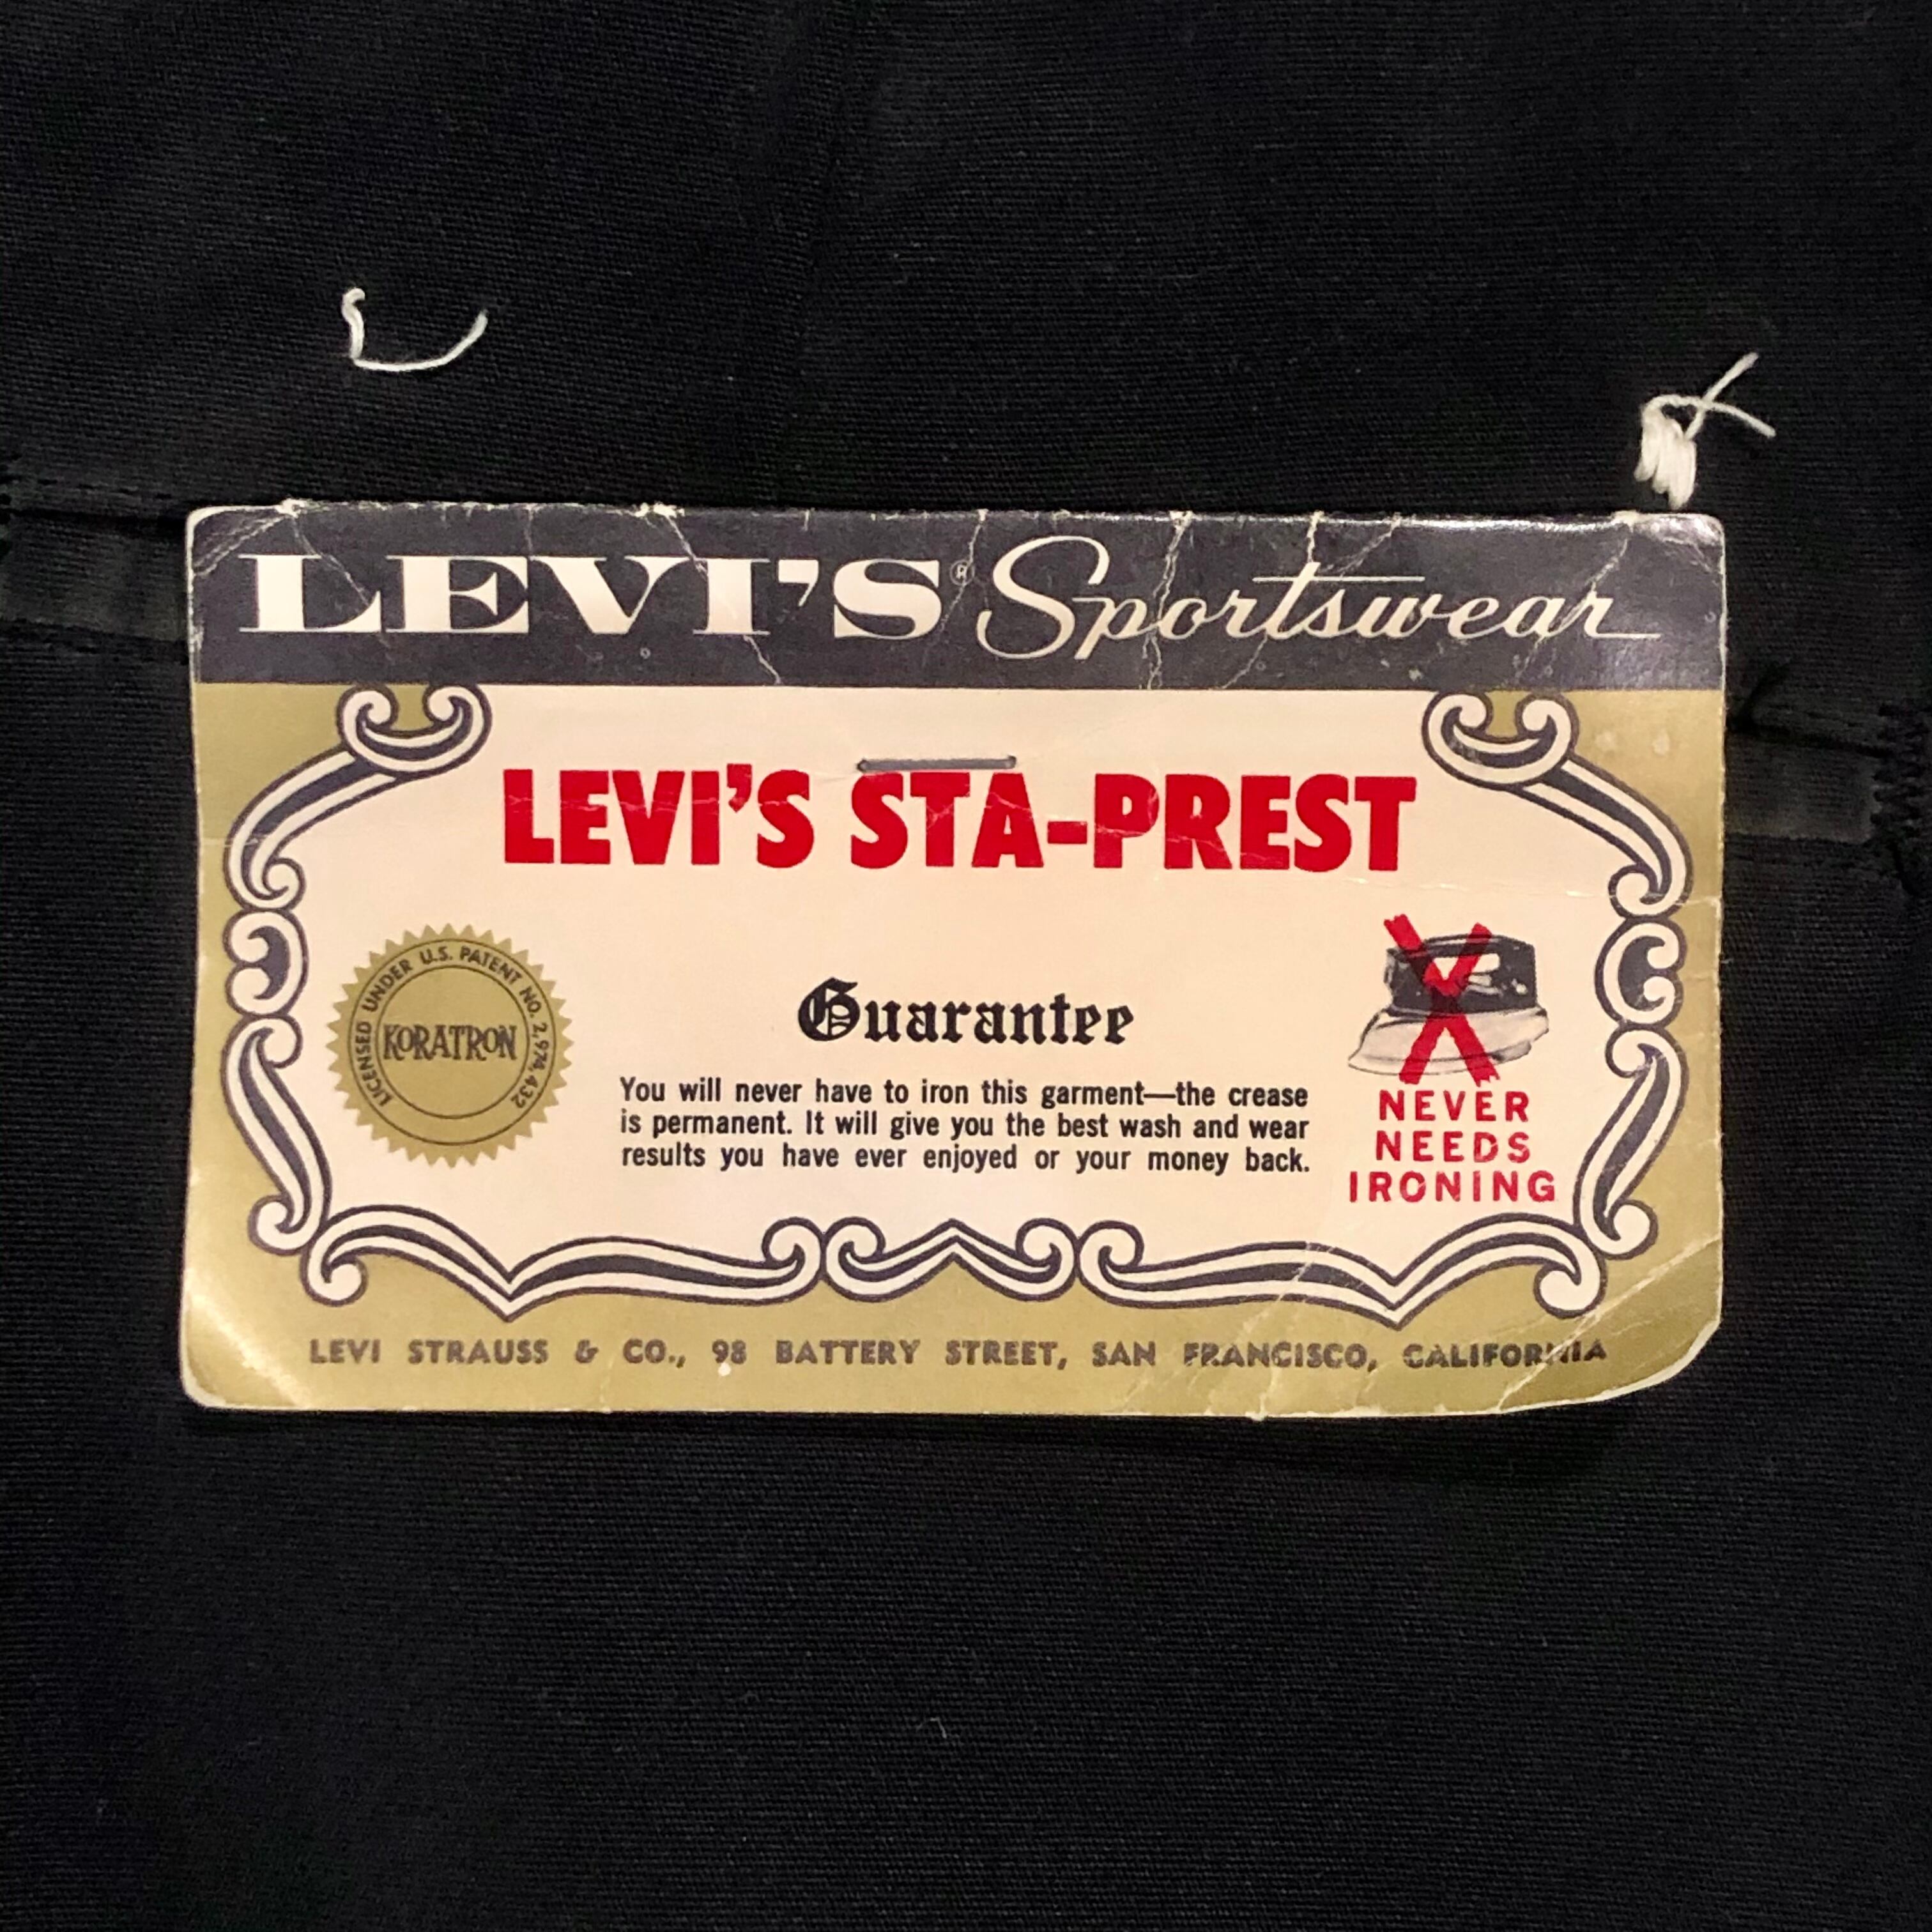 LEVI'S® Sportswear
LEVI'S STA-PREST
LICENSED UNDER U.S. PATENT NO. 2,974,432
KORATRON
Guarantee
You will never have to iron this garment—the crease
is permanent. It will give you the best wash and wear
results you have ever enjoyed or your money back.
NEVER
NEEDS
IRONING
LEVI STRAUSS & CO., 98 BATTERY STREET, SAN FRANCISCO, CALIFORNIA